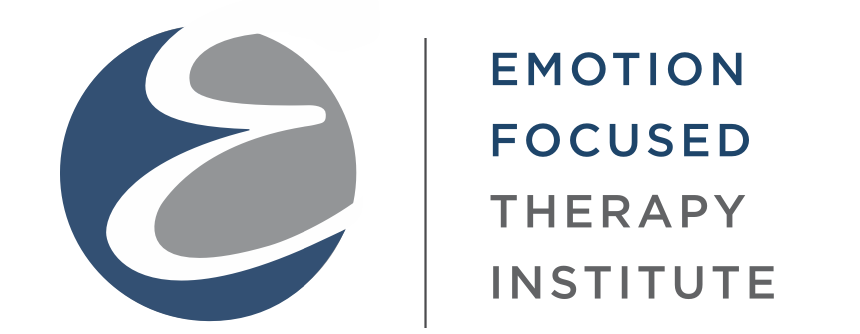 EMOTION
FOCUSED
THERAPY
INSTITUTE